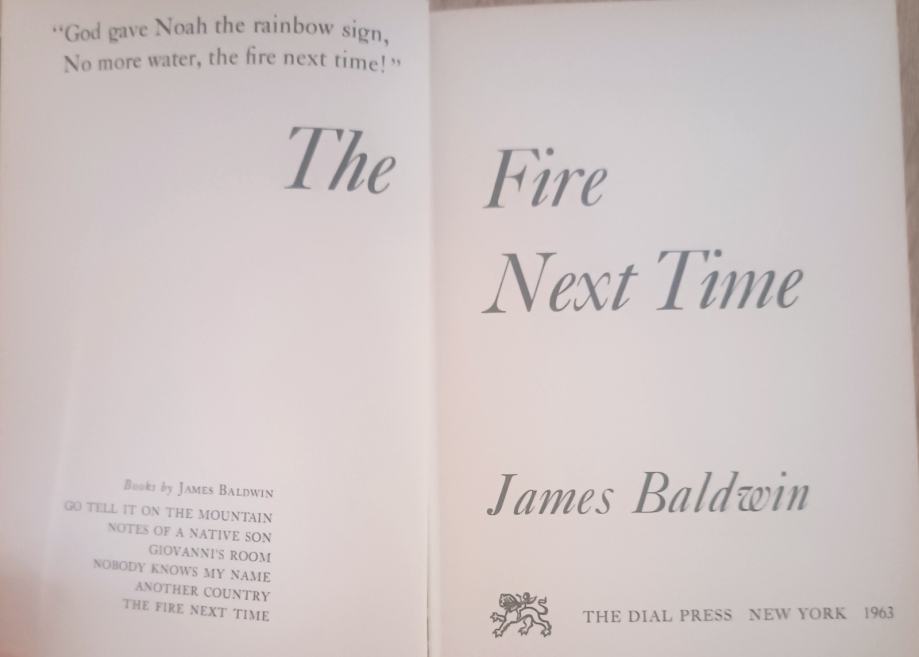 “God gave Noah the rainbow sign,
No more water, the fire next time!”
The
Books by JAMES BALDWIN
GO TELL IT ON THE MOUNTAIN
NOTES OF A NATIVE SON
GIOVANNI'S ROOM
NOBODY KNOWS MY NAME
ANOTHER COUNTRY
THE FIRE NEXT TIME
Fire
Next Time
James Baldwin
THE DIAL PRESS NEW YORK 1963